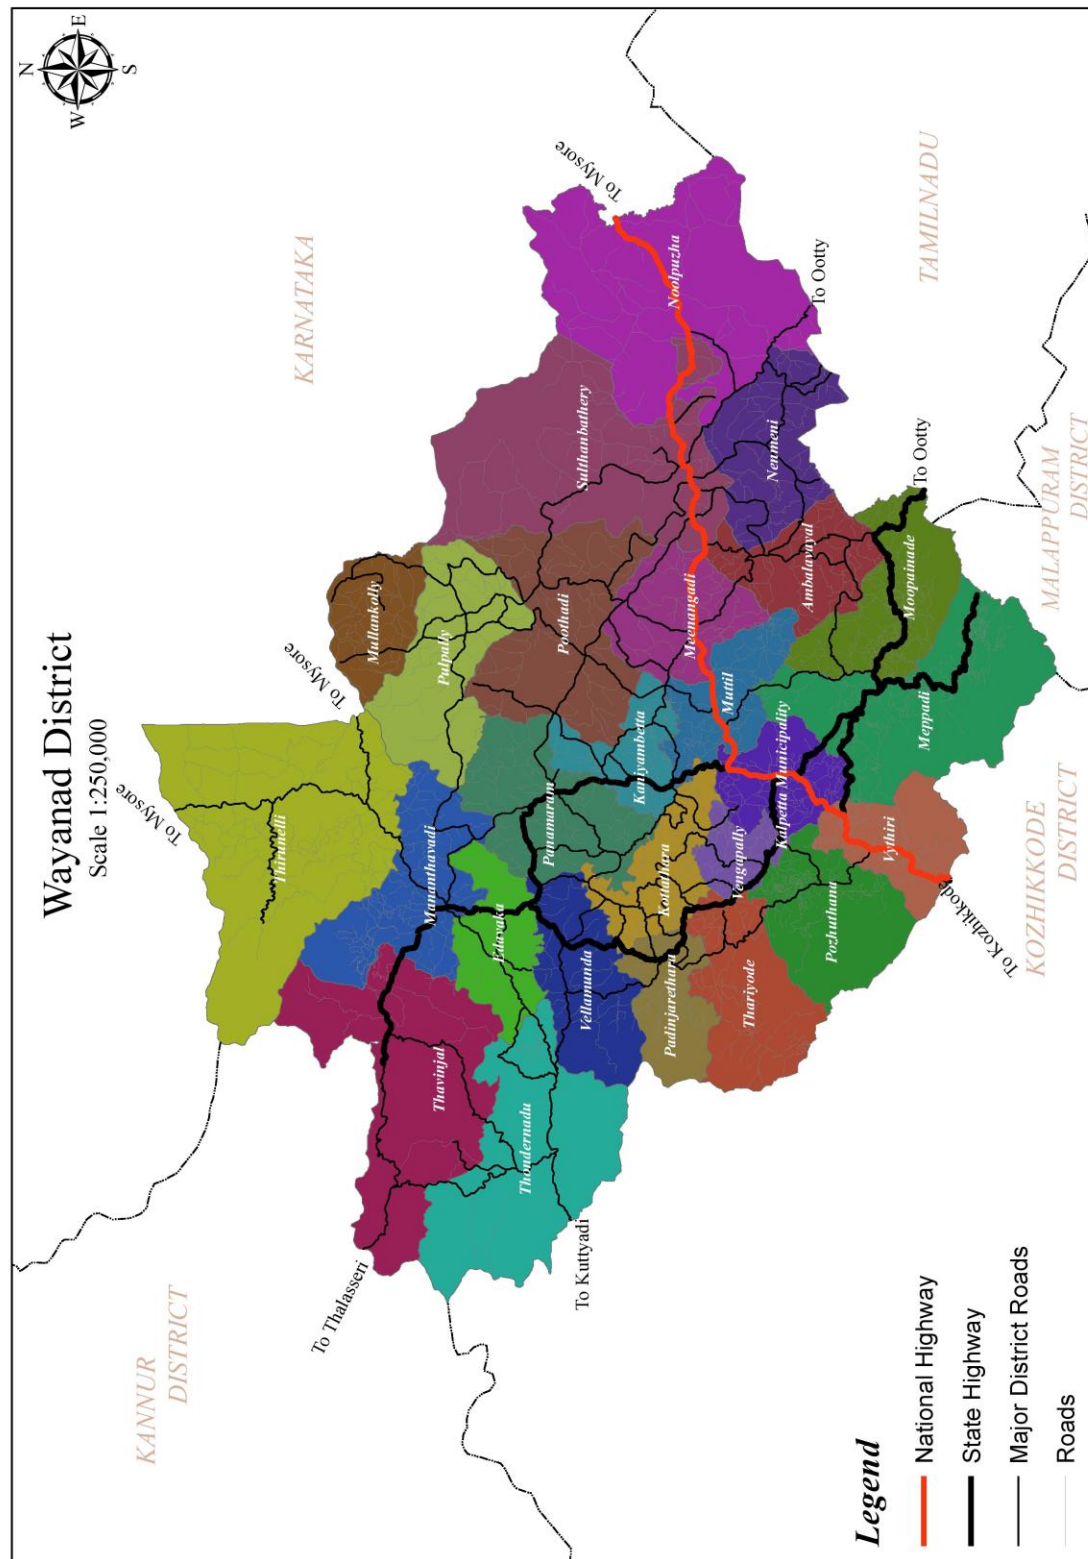 Wayanad District
Scale 1:250,000
N
E
S
W
KANNUR
DISTRICT
KARNATAKA
TAMILNADU
MALAPPURAM
DISTRICT
KOZHIKKODE
DISTRICT
To Mysore
To Mysore
To Mysore
To Thalasseri
To Kuttyadi
To Kozhikkode
To Ootty
To Ootty
Thirunelli
Mullankolly
Pulpally
Mananthavadi
Thavinjal
Edavaka
Thondernadu
Panamaram
Poothadi
Sulthanbathery
Noolpuzha
Vellamunda
Kaniyambetta
Meenangadi
Kottathara
Padinjarethara
Muttil
Nenmeni
Ambalavayal
Vengapally
Kalpetta Municipality
Thariyode
Pozhuthana
Vythiri
Meppadi
Moopainade
Legend
National Highway
State Highway
Major District Roads
Roads